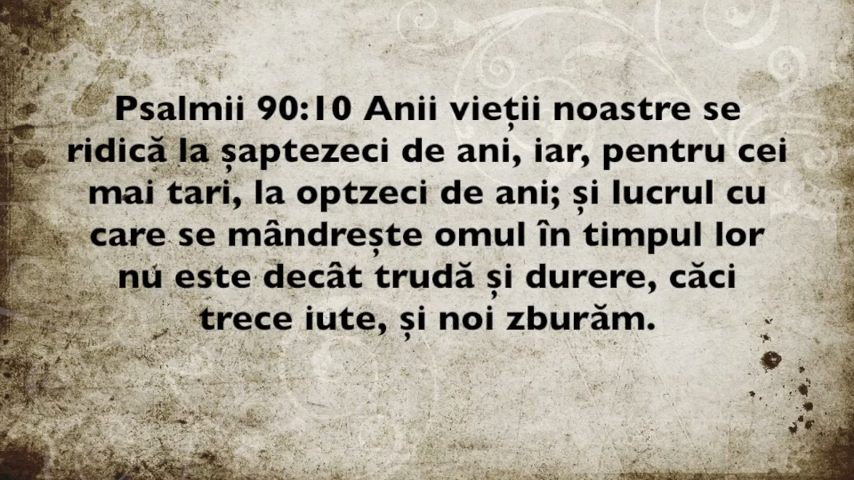 Psalmii 90:10 Anii vieții noastre se
ridică la șaptezeci de ani, iar, pentru cei
mai tari, la optzeci de ani; și lucrul cu
care se mândrește omul în timpul lor
nu este decât trudă și durere, căci
trece iute, și noi zburăm.